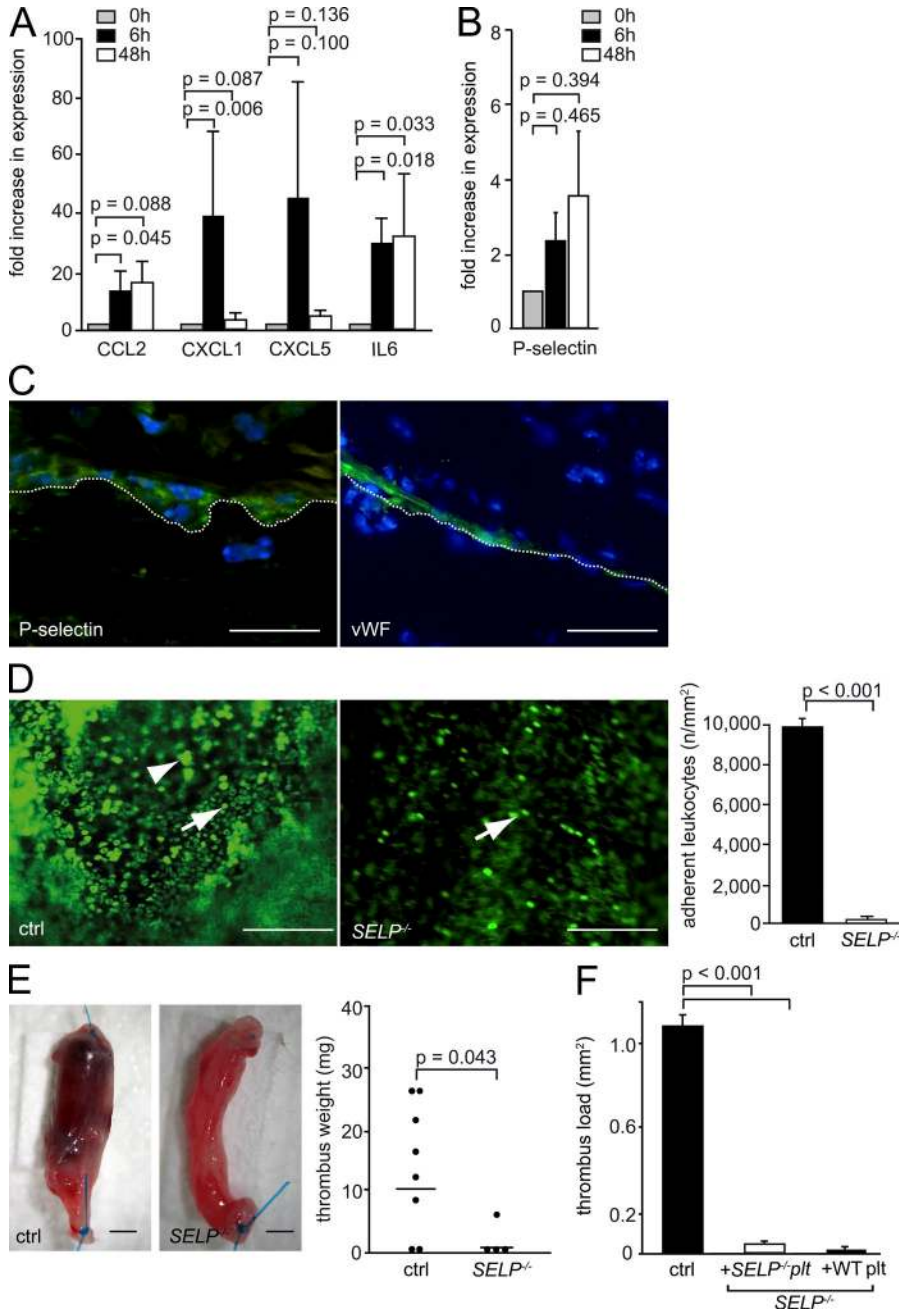 A
0h
6h
48h
fold increase in expression
100
80
60
40
20
0
p = 0.088
p = 0.045
p = 0.087
p = 0.006
p = 0.136
p = 0.100
p = 0.033
p = 0.018
CCL2
CXCL1
CXCL5
IL6
B
0h
6h
48h
fold increase in expression
8
6
4
2
0
p = 0.394
p = 0.465
P-selectin
C
P-selectin
vWF
D
ctrl
SELP-/-
adherent leukocytes (n/mm²)
p < 0.001
10,000
8,000
6,000
4,000
2,000
0
ctrl
SELP-/-
E
ctrl
SELP-/-
thrombus weight (mg)
40
30
20
10
0
p = 0.043
ctrl
SELP-/-
F
thrombus load (mm²)
p < 0.001
1.0
0.6
0.2
0
ctrl
+SELP-/- plt
+WT plt
SELP-/-